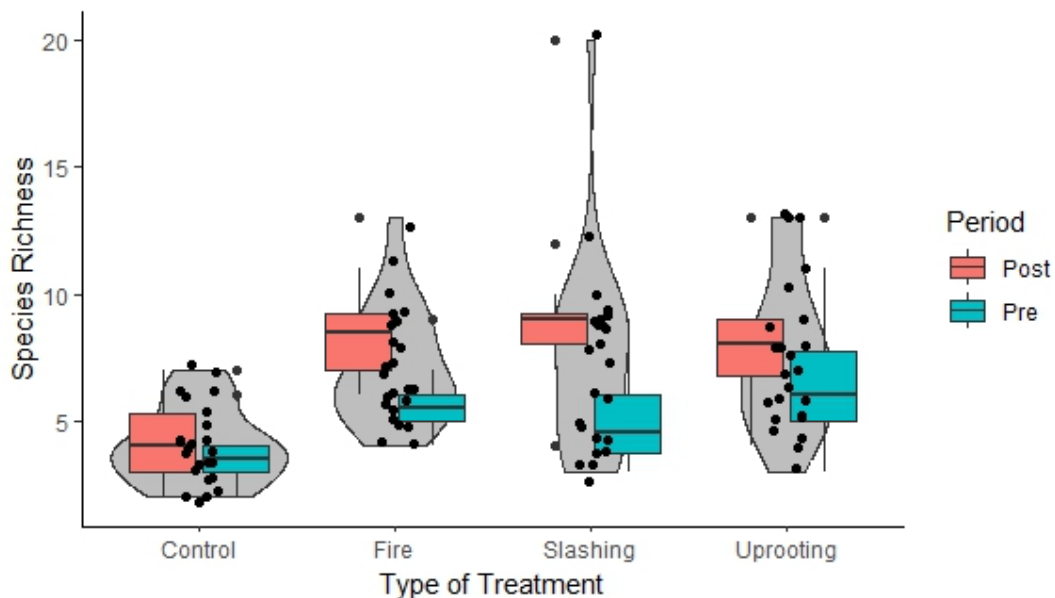 Species Richness
20
15
10
5
Control
Fire
Slashing
Uprooting
Type of Treatment
Period
Post
Pre